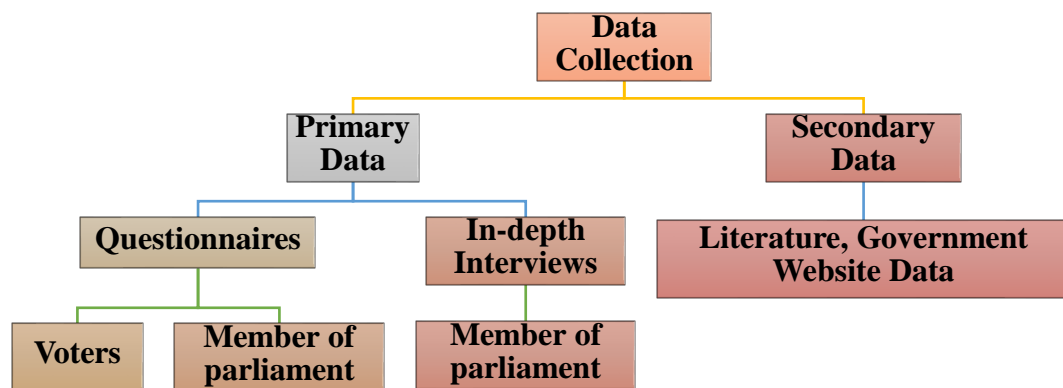 Data
Collection
Primary
Data
Secondary
Data
Questionnaires
In-depth
Interviews
Literature, Government
Website Data
Voters
Member of
parliament
Member of
parliament